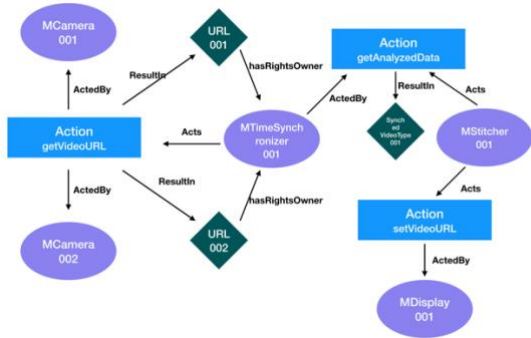 MCamera
001
URL
001
Action
getAnalyzedData
ResultIn
hasRightsOwner
ActedBy
ActedBy
ResultIn
Acts
Synch
ed
VideoType
001
Action
getVideoURL
Acts
MTimeSynch
ronizer
001
MStitcher
001
ActedBy
ResultIn
hasRightsOwner
Acts
Action
setVideoURL
MCamera
002
URL
002
ActedBy
MDisplay
001